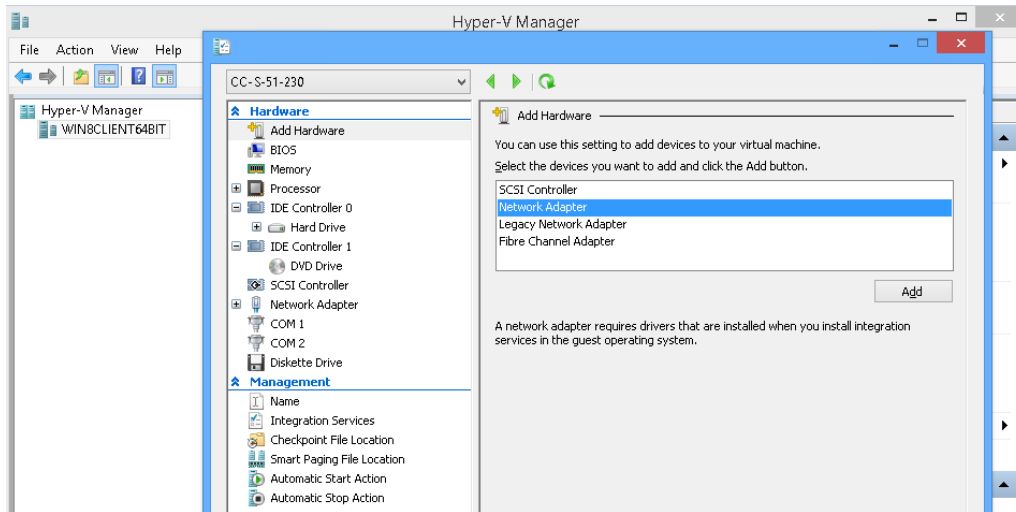 Hyper-V Manager
File Action View Help
Hyper-V Manager
WIN8CLIENT64BIT
CC-S-51-230
Hardware
Add Hardware
BIOS
Memory
Processor
IDE Controller 0
Hard Drive
IDE Controller 1
DVD Drive
SCSI Controller
Network Adapter
COM 1
COM 2
Diskette Drive
Management
Name
Integration Services
Checkpoint File Location
Smart Paging File Location
Automatic Start Action
Automatic Stop Action
Add Hardware
You can use this setting to add devices to your virtual machine.
Select the devices you want to add and click the Add button.
SCSI Controller
Network Adapter
Legacy Network Adapter
Fibre Channel Adapter
Add
A network adapter requires drivers that are installed when you install integration
services in the guest operating system.